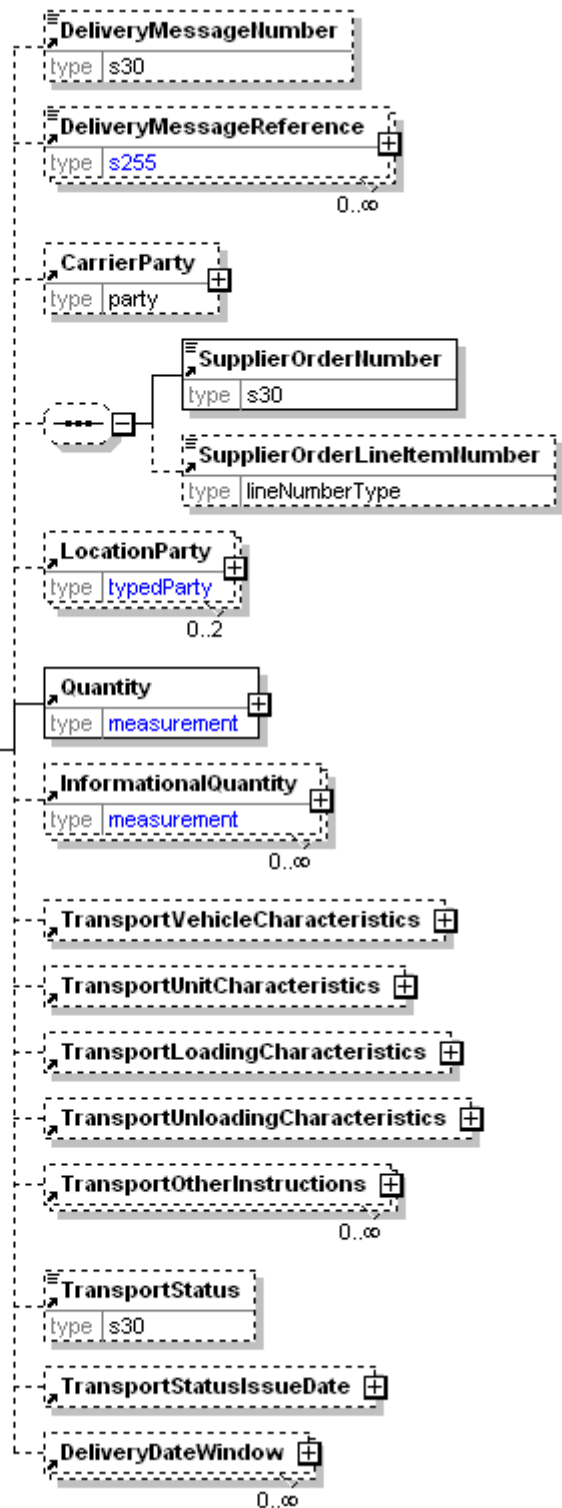 DeliveryMessageNumber
type s30
DeliveryMessageReference
type s255
0..∞
CarrierParty
type party
SupplierOrderNumber
type s30
SupplierOrderLineItemNumber
type lineNumberType
LocationParty
type typedParty
0..2
Quantity
type measurement
InformationalQuantity
type measurement
0..∞
TransportVehicleCharacteristics
TransportUnitCharacteristics
TransportLoadingCharacteristics
TransportUnloadingCharacteristics
TransportOtherInstructions
0..∞
TransportStatus
type s30
TransportStatusIssueDate
DeliveryDateWindow
0..∞